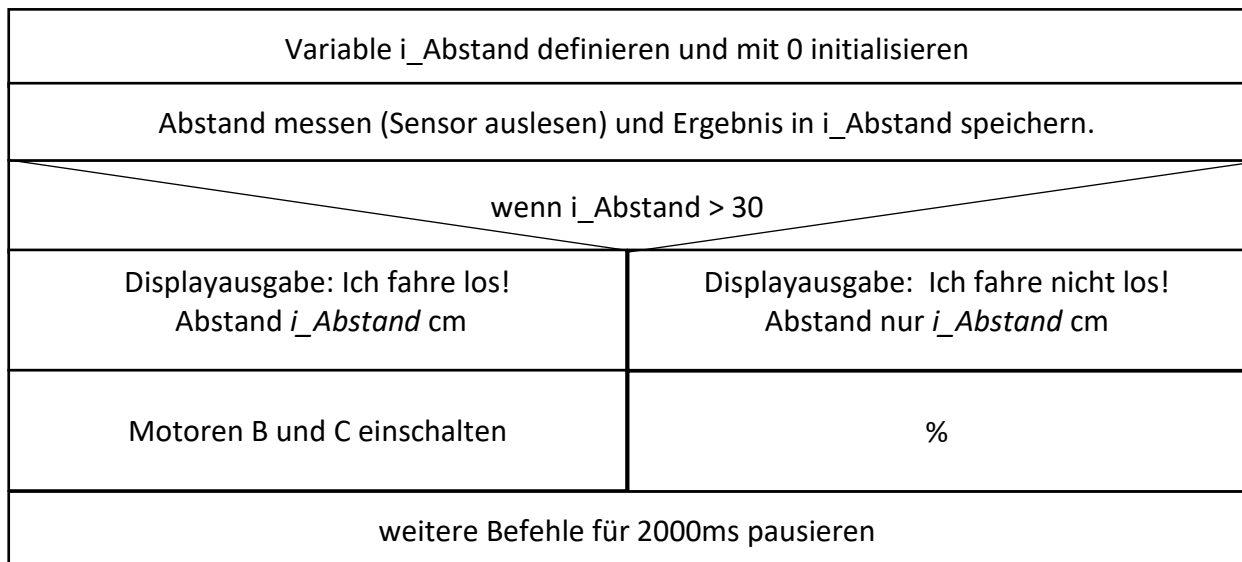 Variable i_Abstand definieren und mit 0 initialisieren
Abstand messen (Sensor auslesen) und Ergebnis in i_Abstand speichern.
wenn i_Abstand > 30
Displayausgabe: Ich fahre los!
Abstand i_Abstand cm
Displayausgabe: Ich fahre nicht los!
Abstand nur i_Abstand cm
Motoren B und C einschalten
%
weitere Befehle für 2000ms pausieren